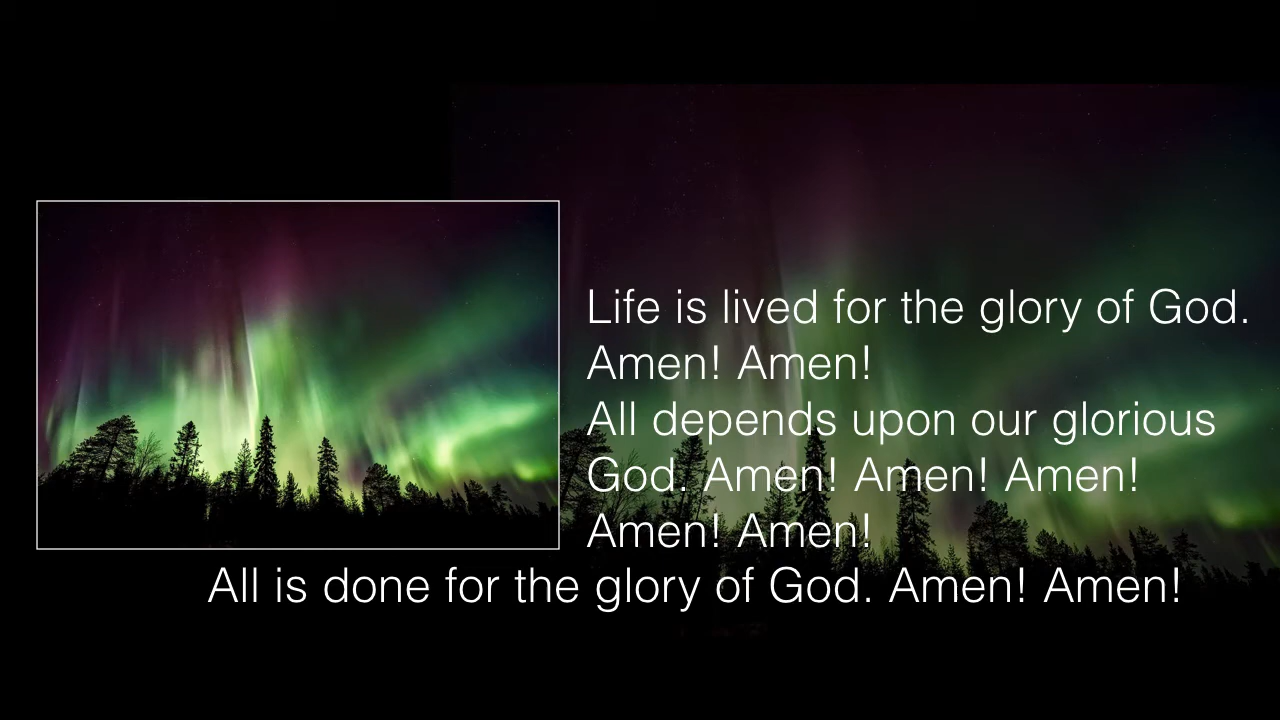 Life is lived for the glory of God.
Amen! Amen!
All depends upon our glorious
God. Amen! Amen! Amen!
Amen! Amen!
All is done for the glory of God. Amen! Amen!